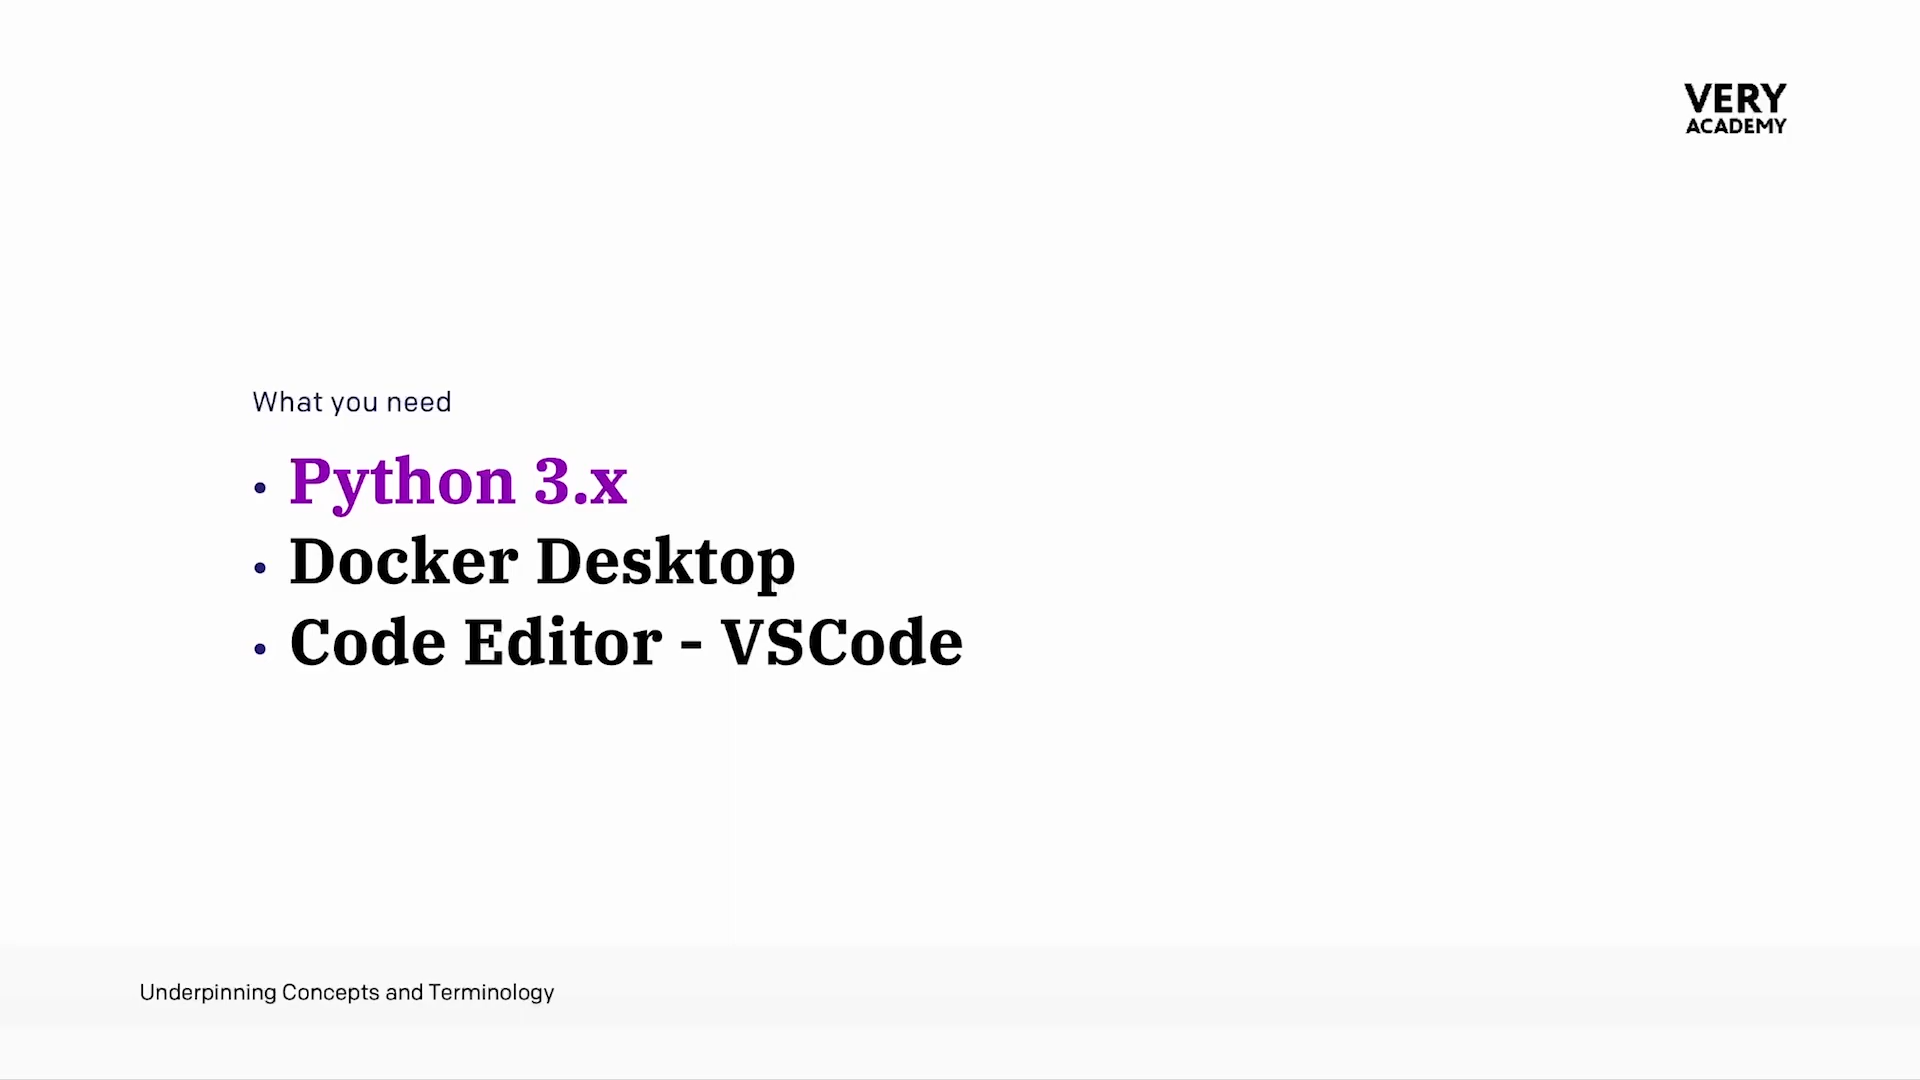 VERY
ACADEMY
What you need
• Python 3.x
• Docker Desktop
• Code Editor - VSCode
Underpinning Concepts and Terminology